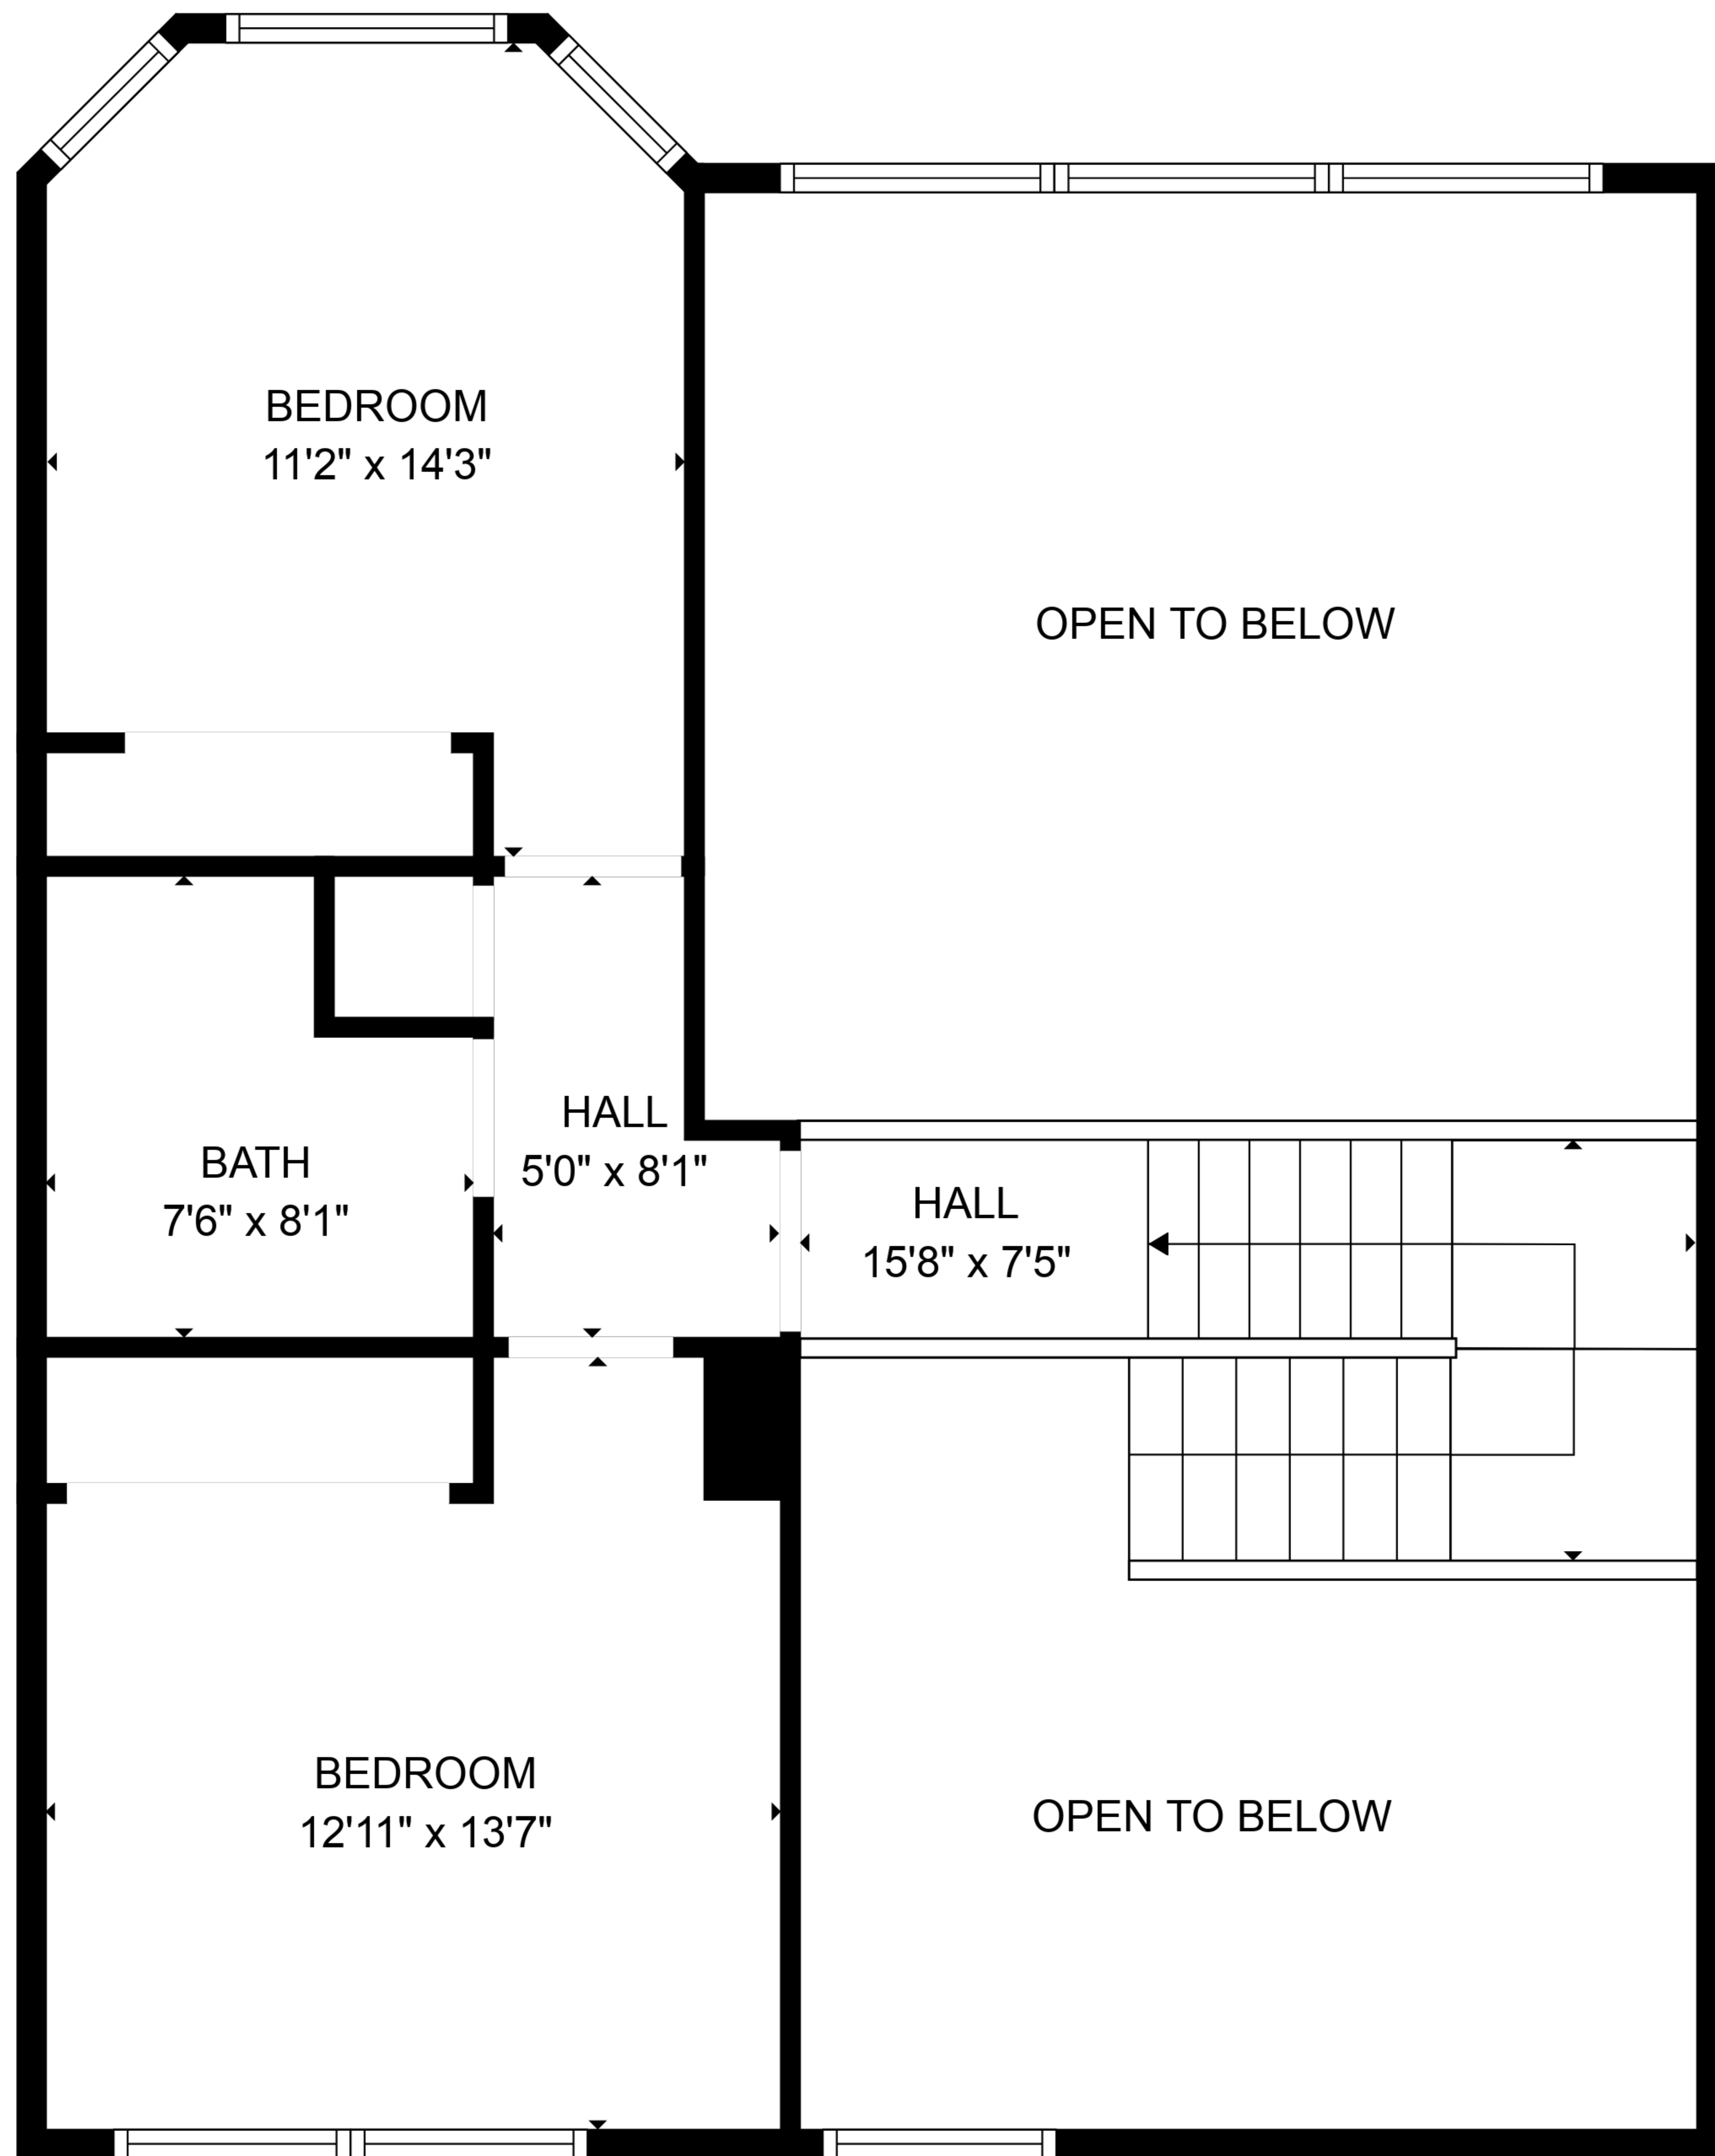 BEDROOM
11'2" x 14'3"
OPEN TO BELOW
HALL
5'0" x 8'1"
BATH
7'6" x 8'1"
HALL
15'8" x 7'5"
BEDROOM
12'11" x 13'7"
OPEN TO BELOW